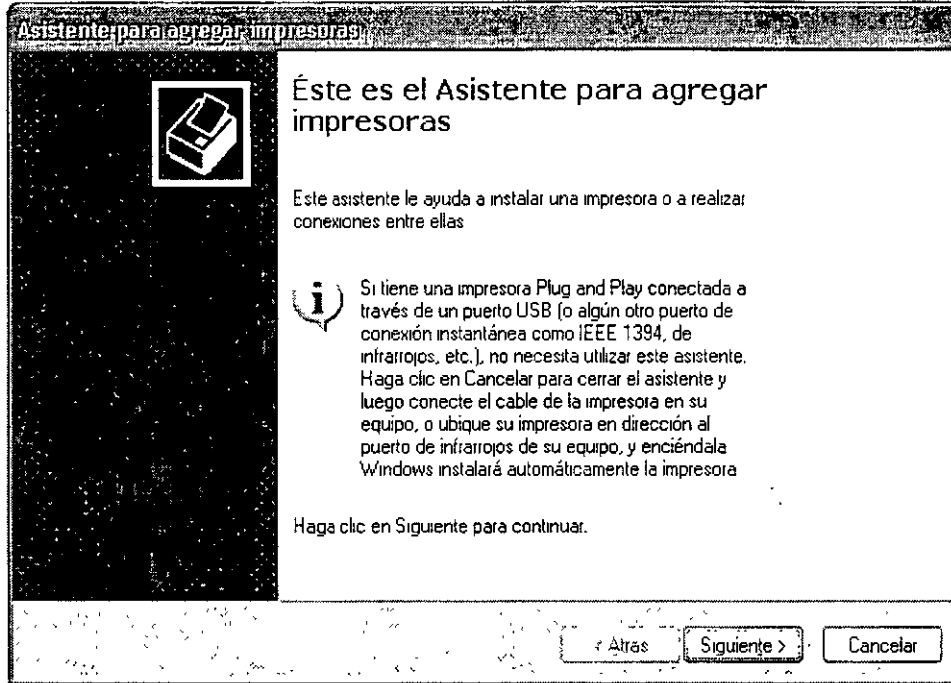 Asistente para agregar impresoras
Éste es el Asistente para agregar
impresoras
Este asistente le ayuda a instalar una impresora o a realizar
conexiones entre ellas
Si tiene una impresora Plug and Play conectada a
través de un puerto USB (o algún otro puerto de
conexión instantánea como IEEE 1394, de
infrarrojos, etc.), no necesita utilizar este asistente.
Haga clic en Cancelar para cerrar el asistente y
luego conecte el cable de la impresora en su
equipo, o ubique su impresora en dirección al
puerto de infrarrojos de su equipo, y enciéndala
Windows instalará automáticamente la impresora
Haga clic en Siguiente para continuar.
< Atras Siguiente > Cancelar